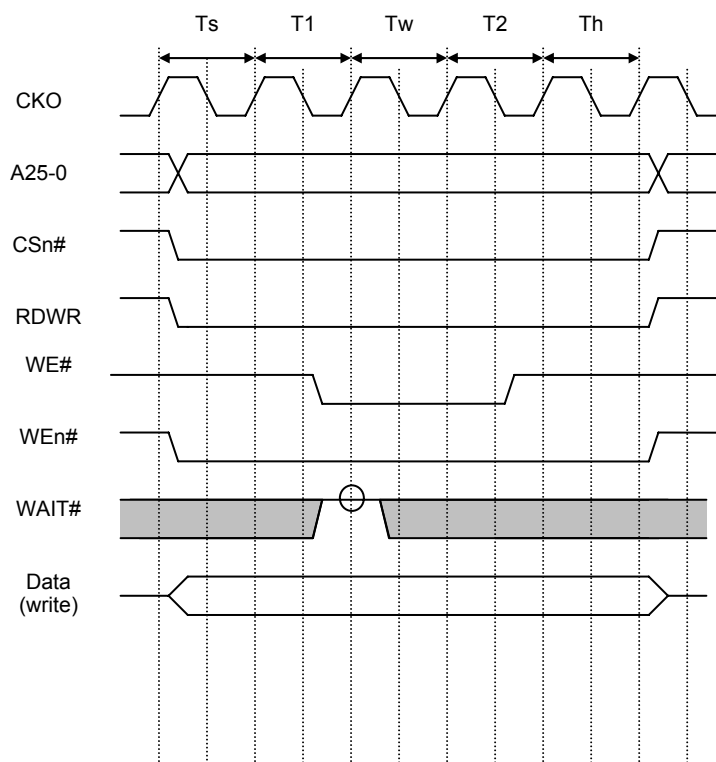 Ts T1 Tw T2 Th
CKO
A25-0
CSn#
RDWR
WE#
WEn#
WAIT#
Data
(write)